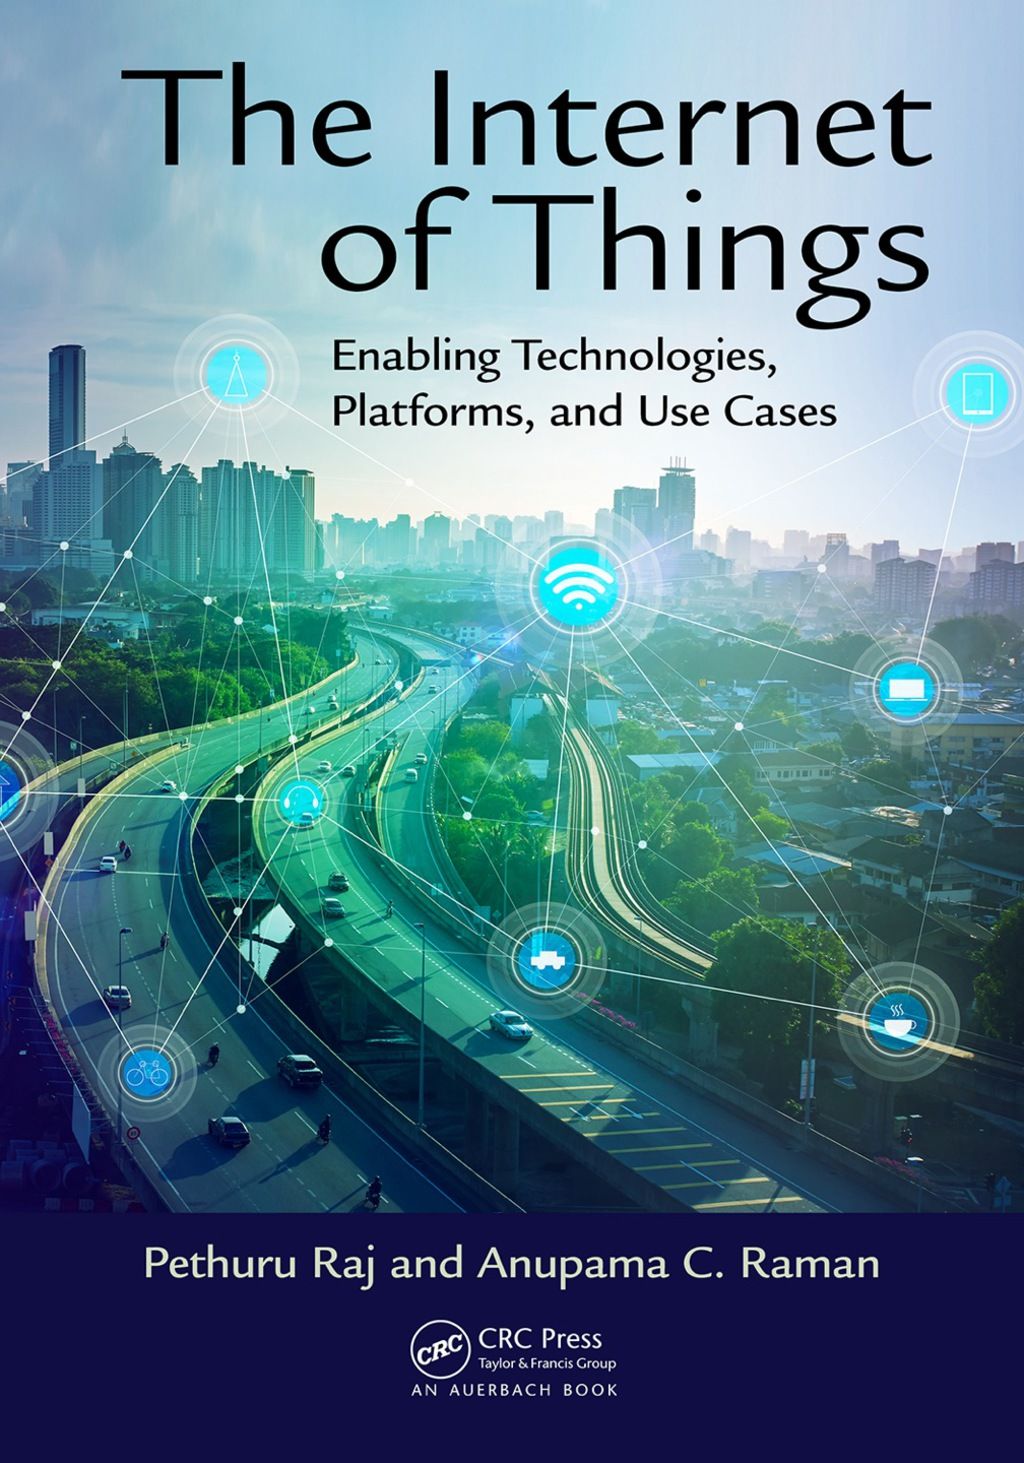 The Internet
of Things
Enabling Technologies,
Platforms, and Use Cases
Pethuru Raj and Anupama C. Raman
CRC
CRC Press
Taylor & Francis Group
AN AUERBACH BOOK